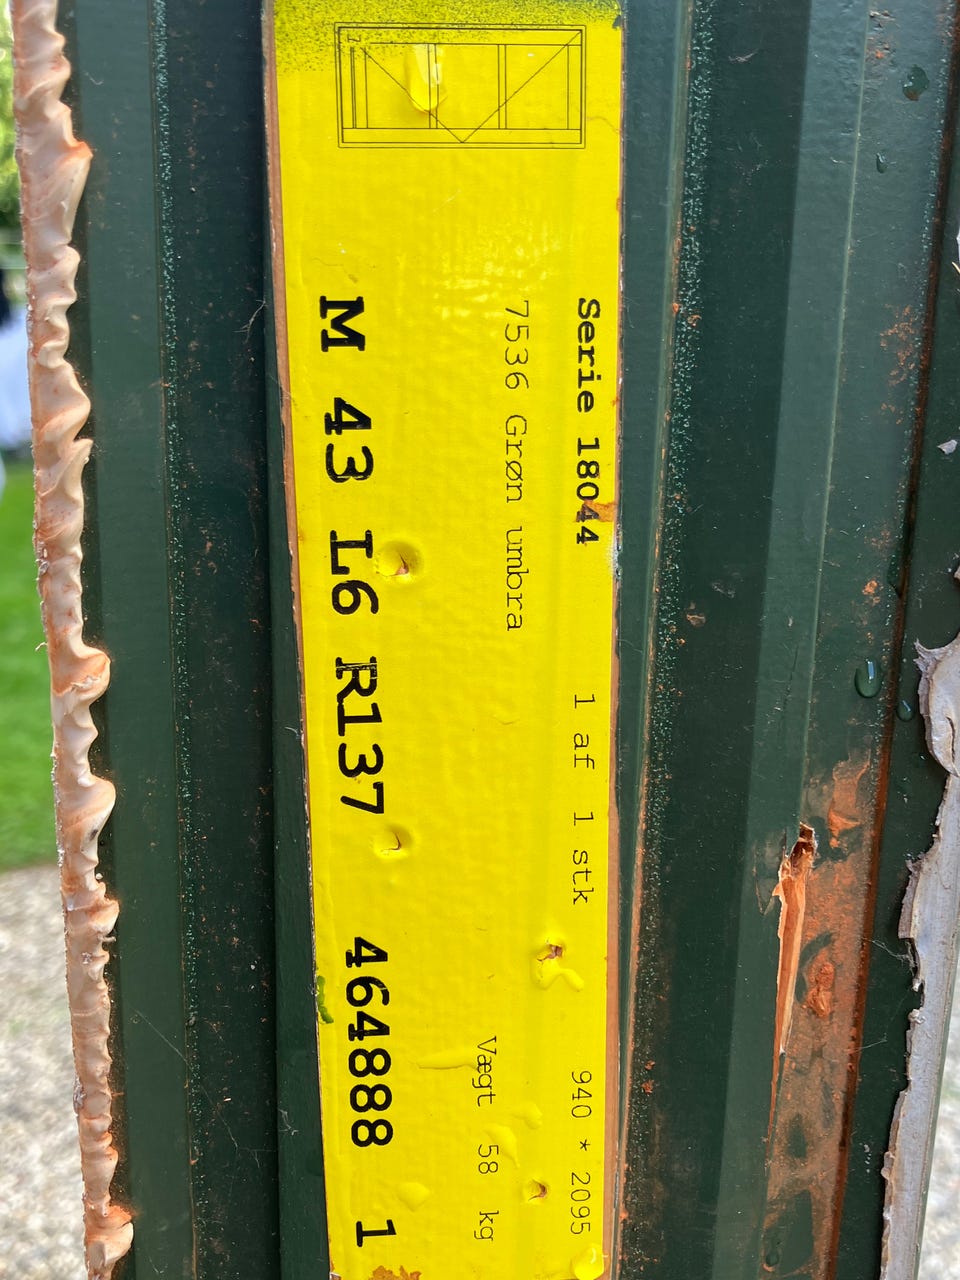 Serie 18044 1 af 1 stk 940 * 2095
7536 Grøn umbra Vægt 58 kg
M 43 L6 R137 464888 1